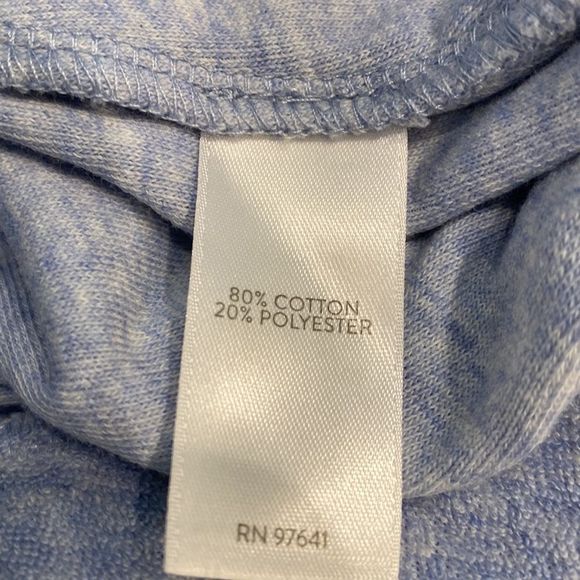 80% COTTON
20% POLYESTER
RN 97641